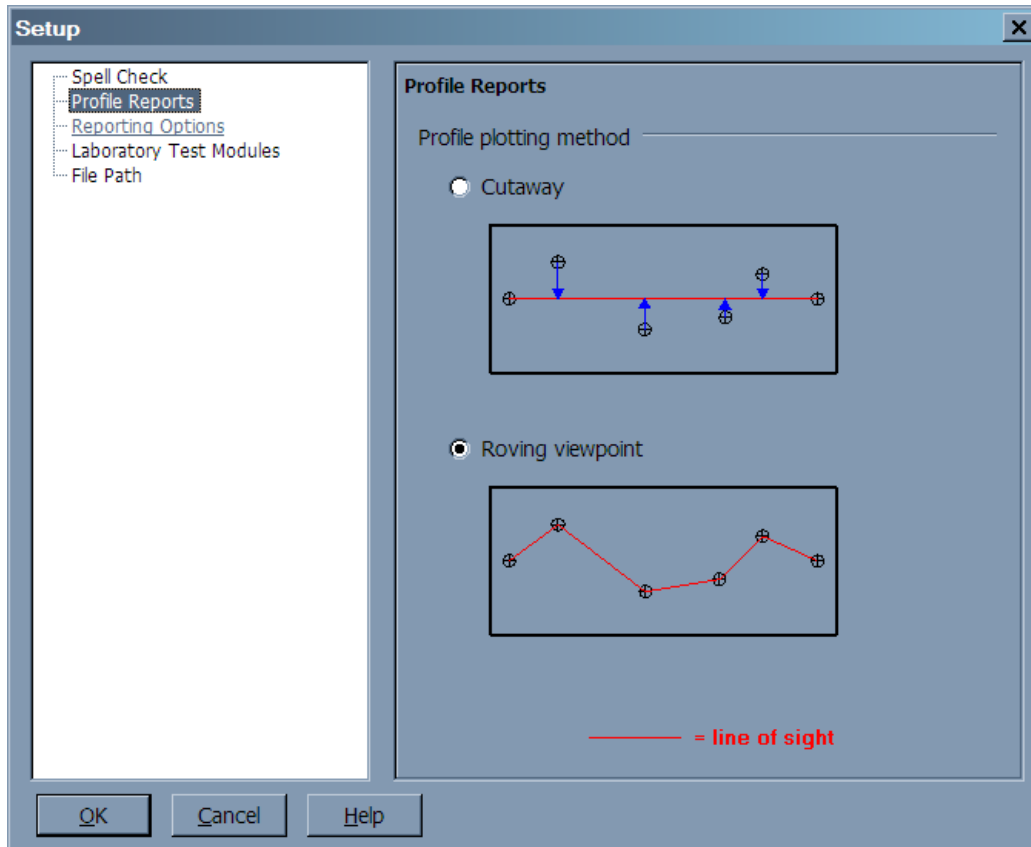 Setup
Spell Check
Profile Reports
Reporting Options
Laboratory Test Modules
File Path
Profile Reports
Profile plotting method
Cutaway
Roving viewpoint
= line of sight
OK
Cancel
Help